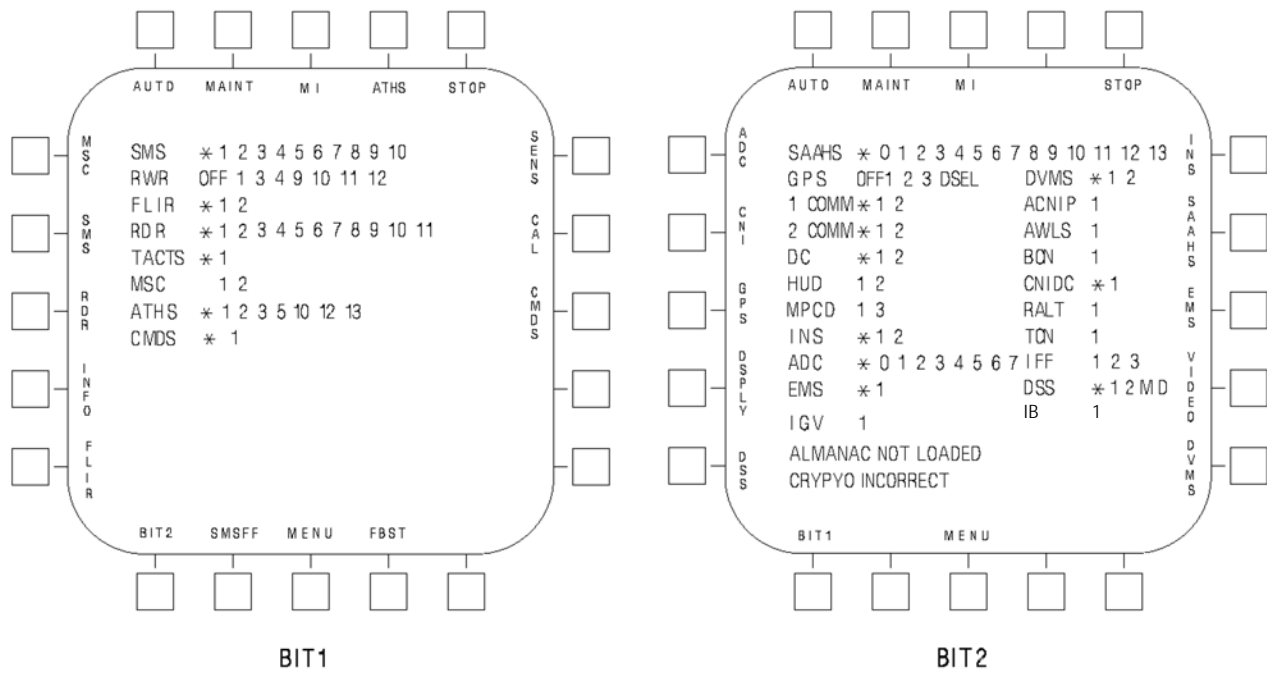 AUTO MAINT MI ATHS STOP
MSC
SMS
RDR
INFO
FLIR
SMS * 1 2 3 4 5 6 7 8 9 10
RWR OFF 1 3 4 9 10 11 12
FLIR * 1 2
RDR * 1 2 3 4 5 6 7 8 9 10 11
TACTS * 1
MSC 1 2
ATHS * 1 2 3 5 10 12 13
CMDS * 1
SENS
CAL
CMDS
BIT2 SMSFF MENU FBST
BIT1
AUTO MAINT MI STOP
ADC
CNI
GPS
DSPLY
DSS
SAAHS * 0 1 2 3 4 5 6 7 8 9 10 11 12 13
GPS OFF1 2 3 DSEL DVMS * 1 2
1 COMM * 1 2 ACNIP 1
2 COMM * 1 2 AWLS 1
DC * 1 2 BCN 1
HUD 1 2 CNIDC * 1
MPCD 1 3 RALT 1
INS * 1 2 TCN 1
ADC * 0 1 2 3 4 5 6 7 IFF 1 2 3
EMS * 1 DSS * 1 2 MD
IB 1
IGV 1
ALMANAC NOT LOADED
CRYPYO INCORRECT
INS
SAAHS
EMS
VIDEO
DVMS
BIT1 MENU
BIT2